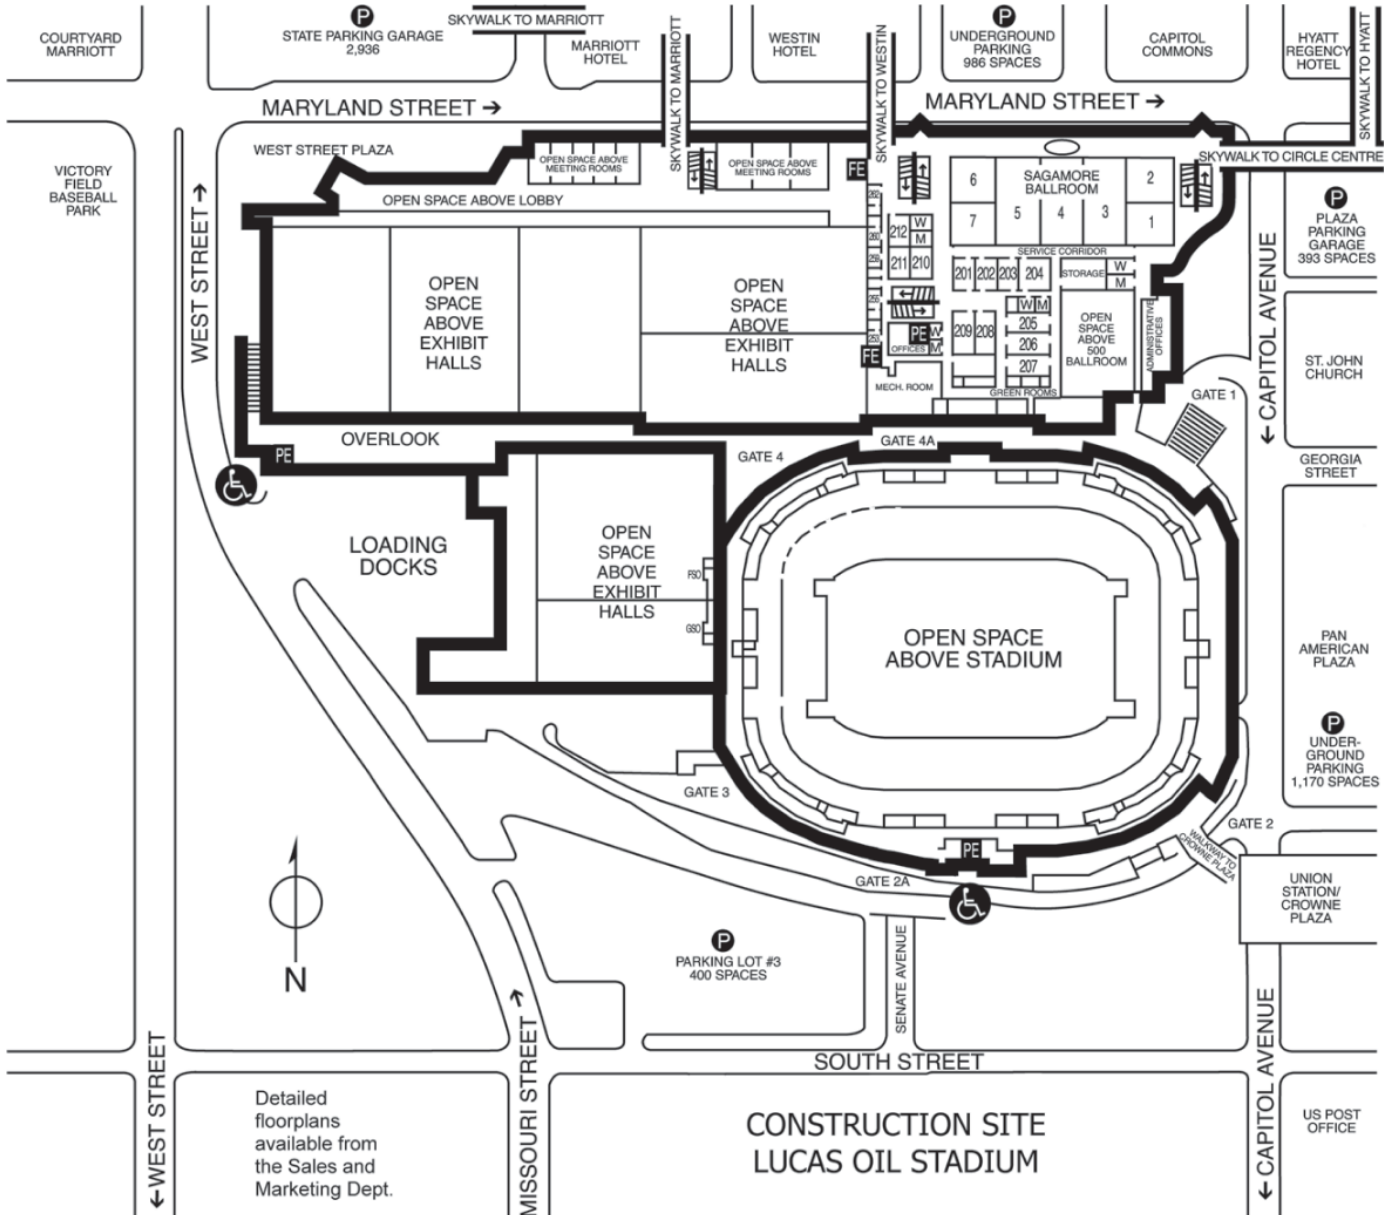 COURTYARD
MARRIOTT
P
STATE PARKING GARAGE
2,936
SKYWALK TO MARRIOTT
MARRIOTT
HOTEL
SKYWALK TO MARRIOTT
WESTIN
HOTEL
SKYWALK TO WESTIN
P
UNDERGROUND
PARKING
986 SPACES
CAPITOL
COMMONS
HYATT
REGENCY
HOTEL
SKYWALK TO HYATT
MARYLAND STREET →
MARYLAND STREET →
WEST STREET PLAZA
SKYWALK TO CIRCLE CENTRE
VICTORY
FIELD
BASEBALL
PARK
WEST STREET →
OPEN SPACE ABOVE
MEETING ROOMS
OPEN SPACE ABOVE
MEETING ROOMS
OPEN SPACE ABOVE LOBBY
FE
6
7
SAGAMORE
BALLROOM
5
4
3
2
1
SERVICE CORRIDOR
P
PLAZA
PARKING
GARAGE
393 SPACES
← CAPITOL AVENUE
262
260
259
256
253
212
W
M
211
210
201
202
203
204
STORAGE
W
M
OPEN
SPACE
ABOVE
EXHIBIT
HALLS
OPEN
SPACE
ABOVE
EXHIBIT
HALLS
W
M
209
208
205
206
207
PE
W
M
OFFICES
FE
MECH. ROOM
GREEN ROOMS
OPEN
SPACE
ABOVE
500
BALLROOM
ADMINISTRATIVE
OFFICES
ST. JOHN
CHURCH
GATE 1
OVERLOOK
PE
GATE 4
GATE 4A
GEORGIA
STREET
LOADING
DOCKS
OPEN
SPACE
ABOVE
EXHIBIT
HALLS
FSO
GSO
OPEN SPACE
ABOVE STADIUM
PAN
AMERICAN
PLAZA
P
UNDER-
GROUND
PARKING
1,170 SPACES
GATE 3
GATE 2
WALKWAY TO
CROWNE PLAZA
PE
GATE 2A
UNION
STATION/
CROWNE
PLAZA
N
P
PARKING LOT #3
400 SPACES
SENATE AVENUE
SOUTH STREET
← WEST STREET
MISSOURI STREET →
← CAPITOL AVENUE
Detailed
floorplans
available from
the Sales and
Marketing Dept.
CONSTRUCTION SITE
LUCAS OIL STADIUM
US POST
OFFICE